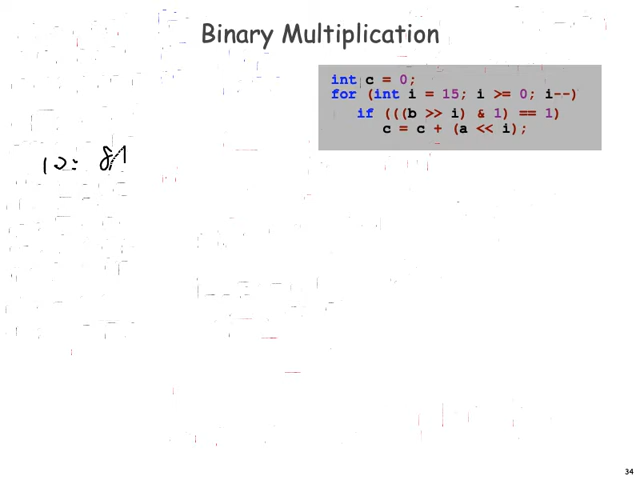 Binary Multiplication
int c = 0;
for (int i = 15; i >= 0; i--)
if (((b >> i) & 1) == 1)
c = c + (a << i);
34